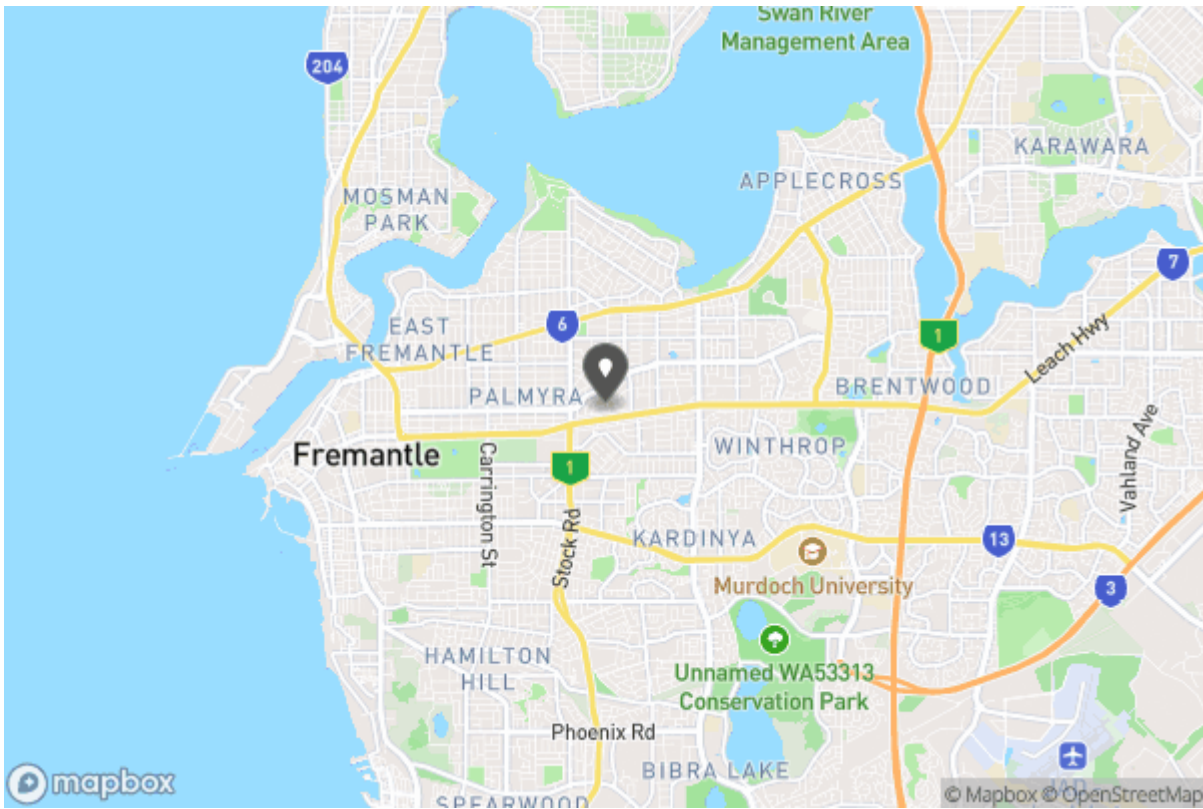 Swan River
Management Area
204
KARAWARA
APPLECROSS
MOSMAN
PARK
7
6
EAST
FREMANTLE
1
Leach Hwy
PALMYRA
BRENTWOOD
Fremantle
WINTHROP
1
Carrington St
Vahland Ave
Stock Rd
KARDINYA
13
Murdoch University
3
HAMILTON
HILL
Unnamed WA53313
Conservation Park
Phoenix Rd
BIBRA LAKE
mapbox
SPEARWOOD
© Mapbox © OpenStreetMap